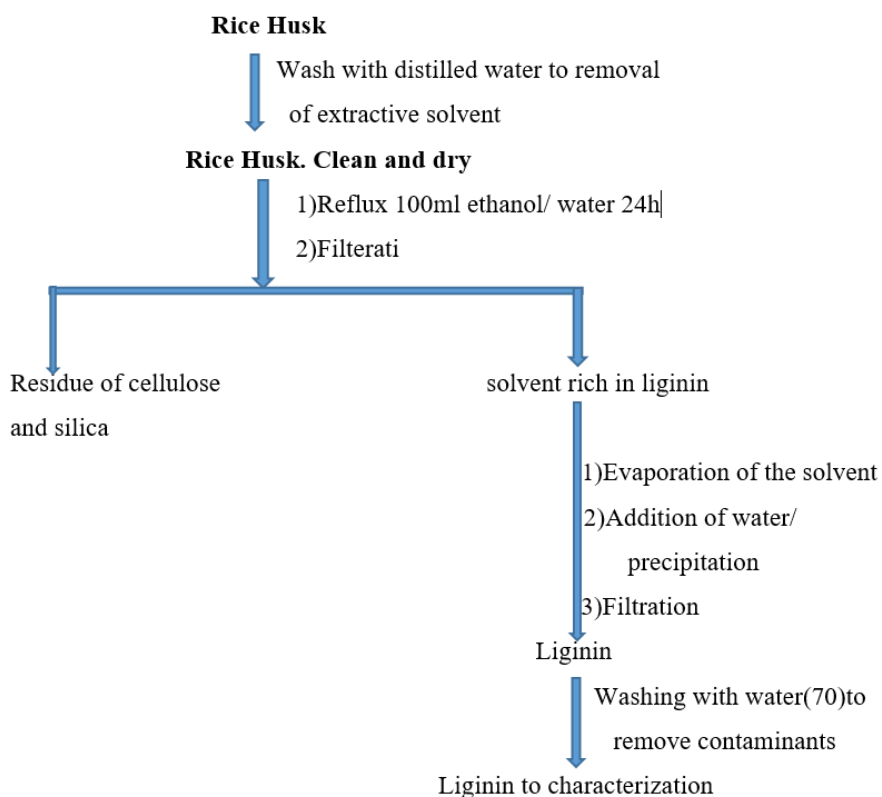 Rice Husk
Wash with distilled water to removal
of extractive solvent
Rice Husk. Clean and dry
1)Reflux 100ml ethanol/ water 24h
2)Filterati
Residue of cellulose
and silica
solvent rich in liginin
1)Evaporation of the solvent
2)Addition of water/
precipitation
3)Filtration
Liginin
Washing with water(70)to
remove contaminants
Liginin to characterization